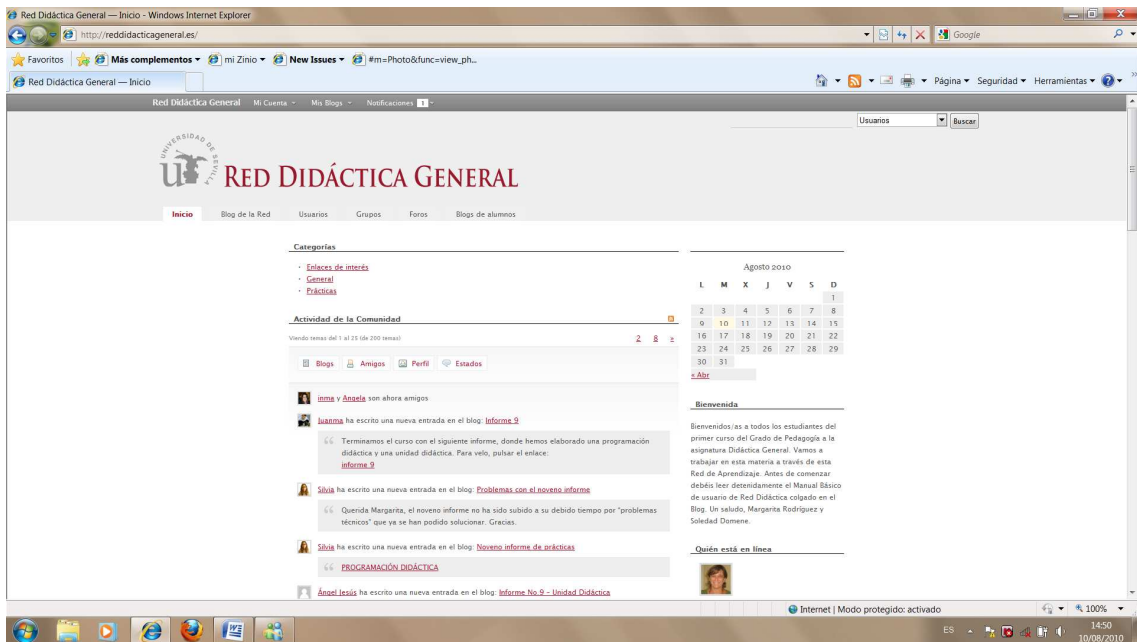 Red Didáctica General — Inicio - Windows Internet Explorer
http://reddidacticageneral.es/
Google
Favoritos Más complementos mi Zinio New Issues #m=Photo&func=view_ph...
Red Didáctica General — Inicio
Página Seguridad Herramientas
Red Didáctica General Mi Cuenta Mis Blogs Notificaciones 1
Usuarios Buscar
UNIVERSIDAD DE SEVILLA
RED DIDÁCTICA GENERAL
Inicio Blog de la Red Usuarios Grupos Foros Blogs de alumnos
Categorías
· Enlaces de interés
· General
· Prácticas
Actividad de la Comunidad
Viendo temas del 1 al 25 (de 200 temas)
2 8 »
Blogs Amigos Perfil Estados
inma y Angela son ahora amigos
Juanma ha escrito una nueva entrada en el blog: Informe 9
Terminamos el curso con el siguiente informe, donde hemos elaborado una programación
didáctica y una unidad didáctica. Para velo, pulsar el enlace:
informe 9
Silvia ha escrito una nueva entrada en el blog: Problemas con el noveno informe
Querida Margarita, el noveno informe no ha sido subido a su debido tiempo por "problemas
técnicos" que ya se han podido solucionar. Gracias.
Silvia ha escrito una nueva entrada en el blog: Noveno informe de prácticas
PROGRAMACIÓN DIDÁCTICA
Ángel Jesús ha escrito una nueva entrada en el blog: Informe No.9 - Unidad Didáctica
Agosto 2010
L M X J V S D
1
2 3 4 5 6 7 8
9 10 11 12 13 14 15
16 17 18 19 20 21 22
23 24 25 26 27 28 29
30 31
« Abr
Bienvenida
Bienvenidos/as a todos los estudiantes del
primer curso del Grado de Pedagogía a la
asignatura Didáctica General. Vamos a
trabajar en esta materia a través de esta
Red de Aprendizaje. Antes de comenzar
debéis leer detenidamente el Manual Básico
de usuario de Red Didáctica colgado en el
Blog. Un saludo, Margarita Rodríguez y
Soledad Domene.
Quién está en línea
Internet | Modo protegido: activado
100%
ES
14:50
10/08/2010